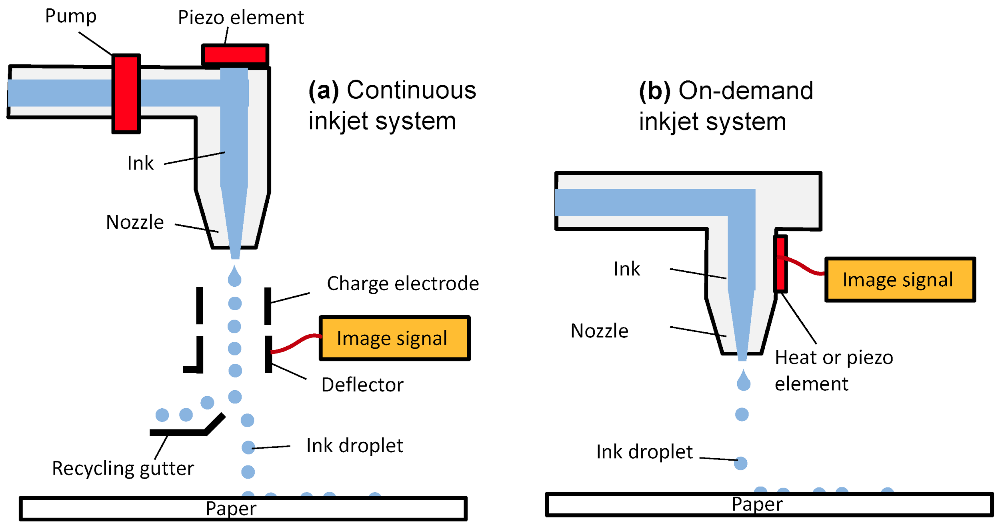 Pump
Piezo element
(a) Continuous
inkjet system
Ink
Nozzle
Charge electrode
Image signal
Deflector
Ink droplet
Recycling gutter
Paper
(b) On-demand
inkjet system
Ink
Image signal
Nozzle
Heat or piezo
element
Ink droplet
Paper